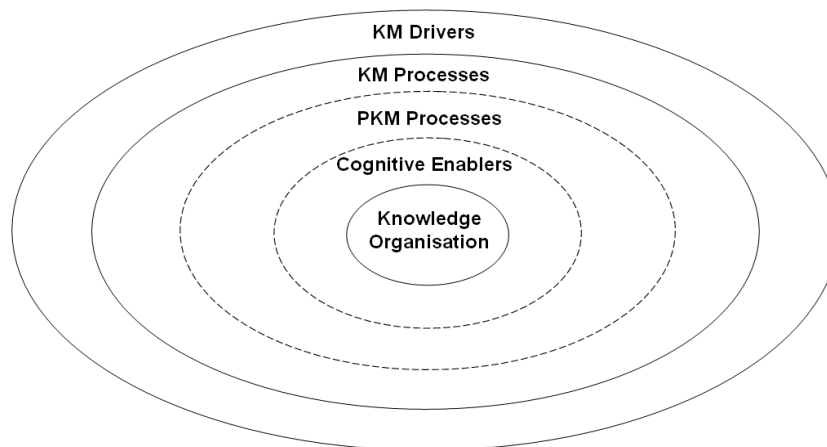 KM Drivers
KM Processes
PKM Processes
Cognitive Enablers
Knowledge
Organisation